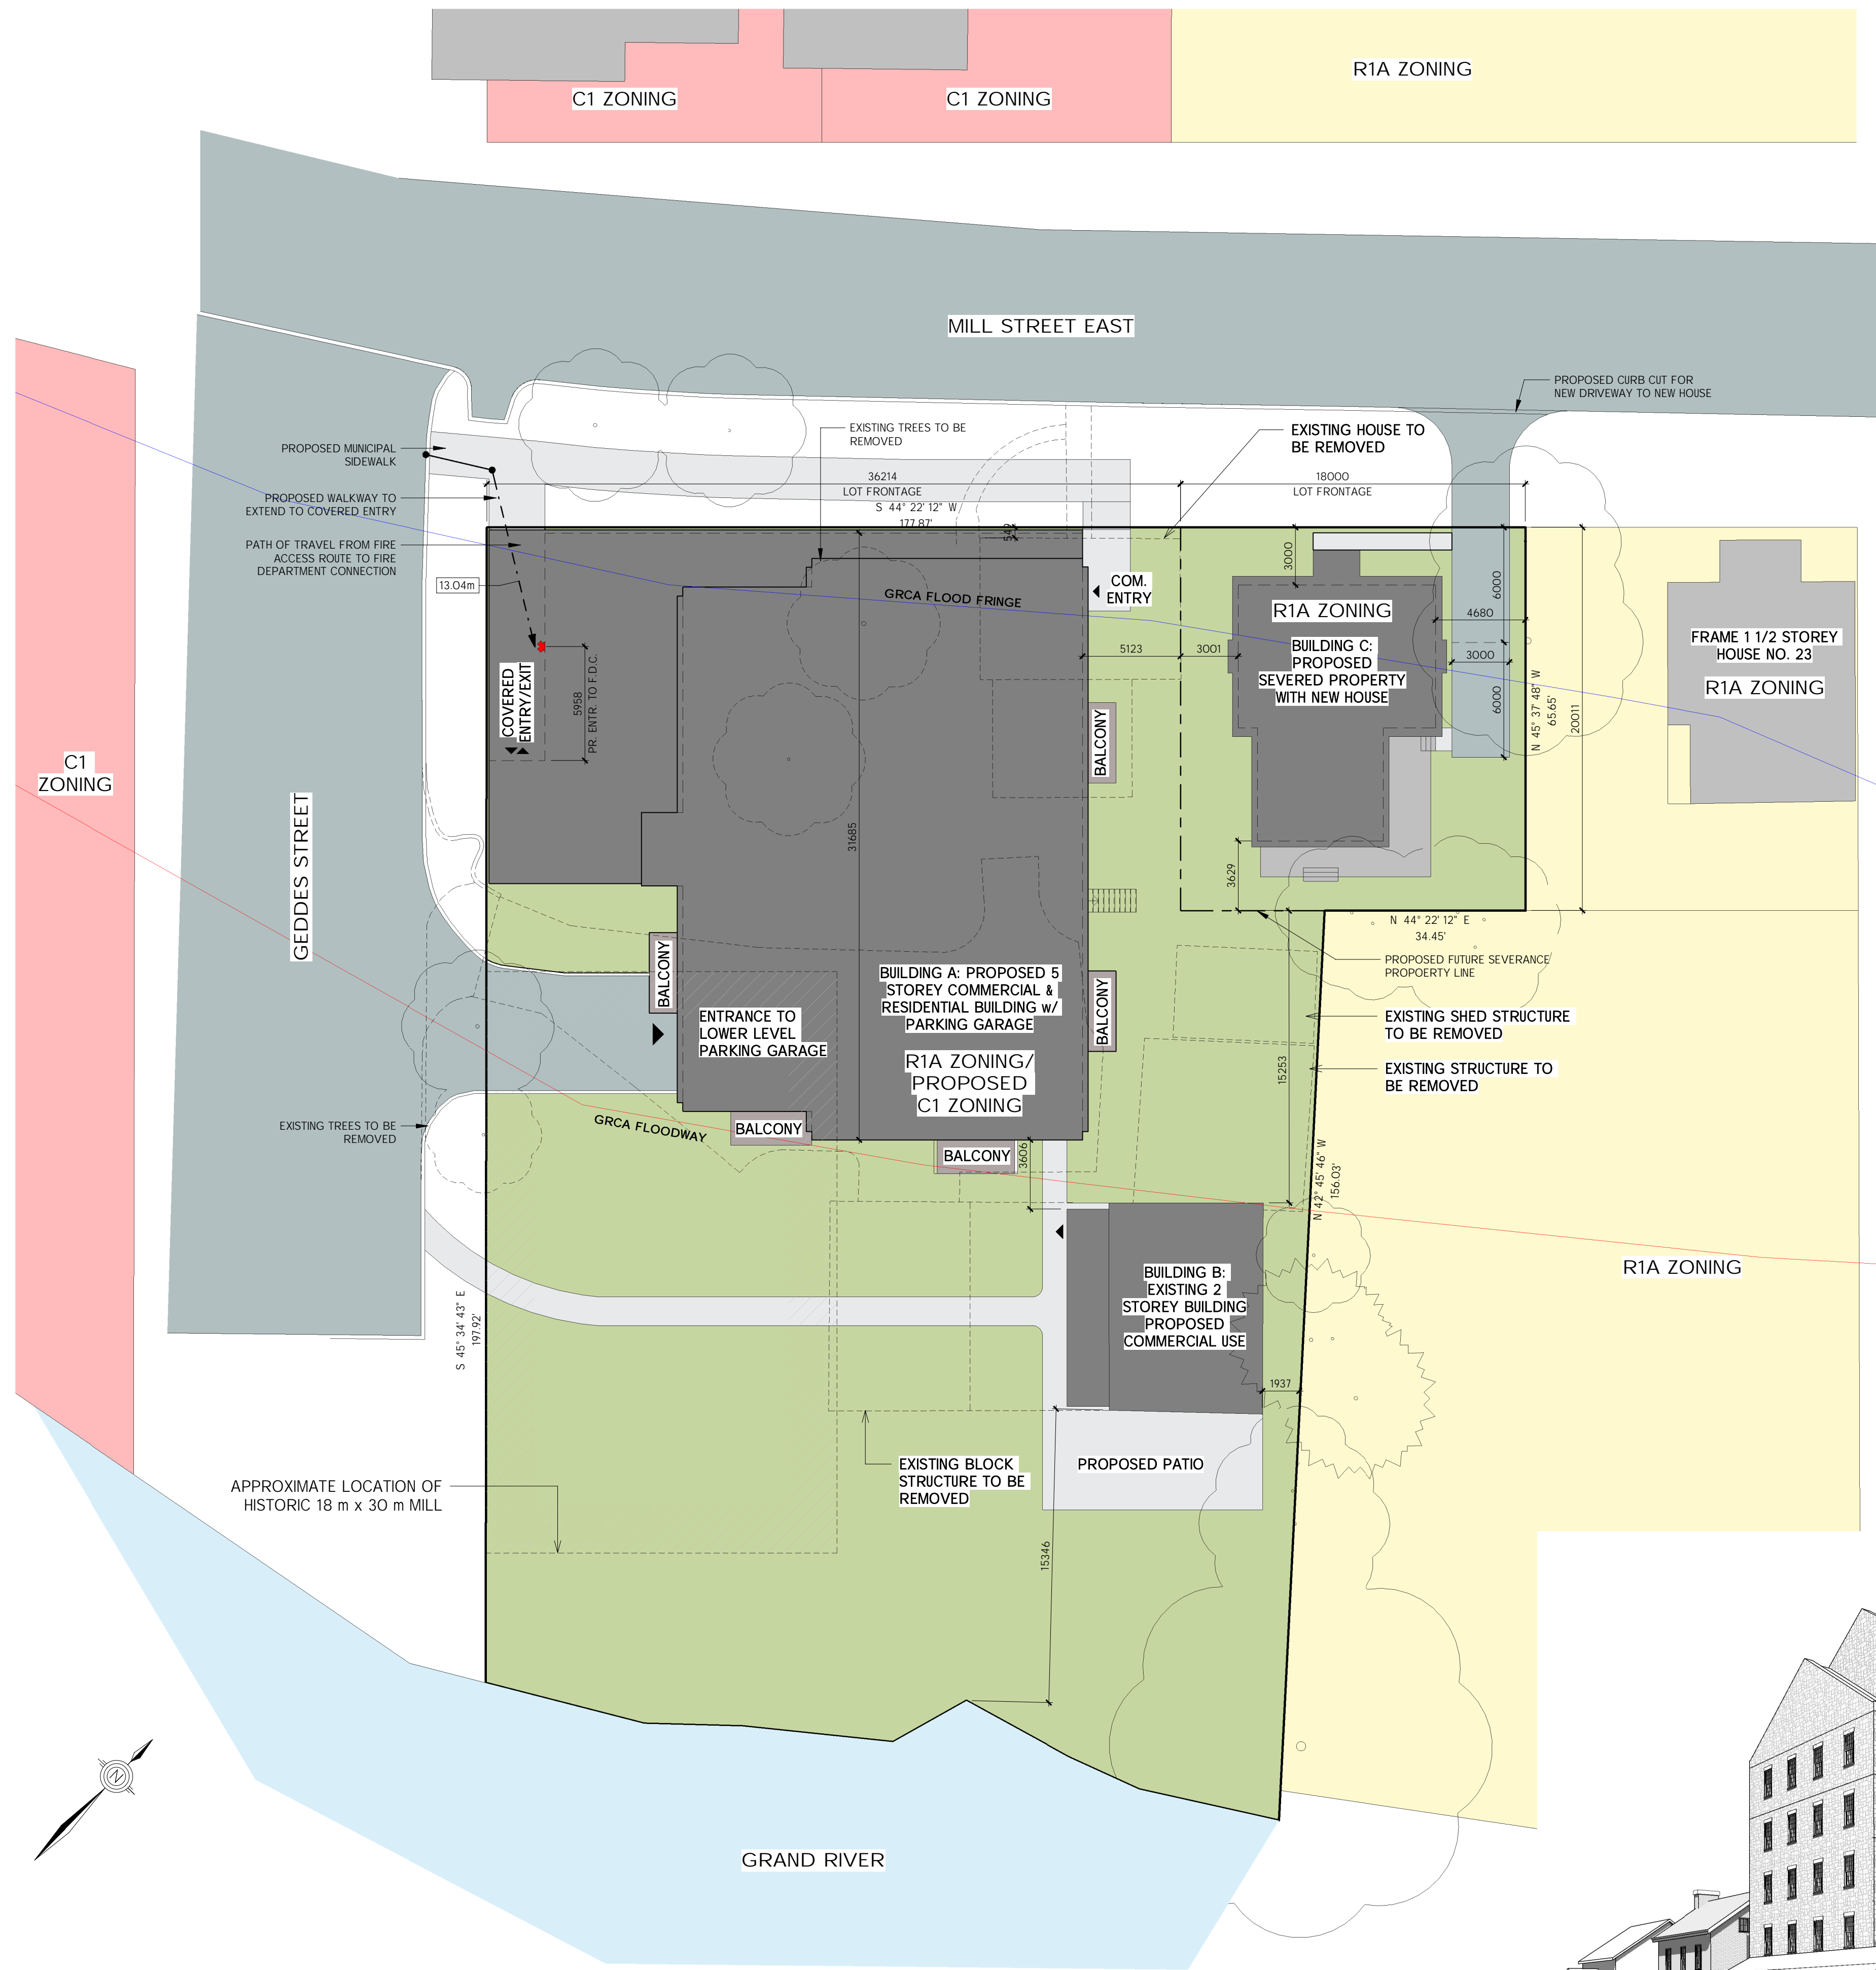 R1A ZONING
C1 ZONING
C1 ZONING
MILL STREET EAST
PROPOSED CURB CUT FOR
NEW DRIVEWAY TO NEW HOUSE
EXISTING TREES TO BE
REMOVED
EXISTING HOUSE TO
BE REMOVED
PROPOSED MUNICIPAL
SIDEWALK
36214
LOT FRONTAGE
18000
LOT FRONTAGE
PROPOSED WALKWAY TO
EXTEND TO COVERED ENTRY
S 44° 22' 12" W
177.87'
PATH OF TRAVEL FROM FIRE
ACCESS ROUTE TO FIRE
DEPARTMENT CONNECTION
13.04m
3000
6000
COM.
ENTRY
GRCA FLOOD FRINGE
R1A ZONING
4680
FRAME 1 1/2 STOREY
HOUSE NO. 23
R1A ZONING
BUILDING C:
PROPOSED
SEVERED PROPERTY
WITH NEW HOUSE
5123
3001
3000
6000
N 45° 37' 48" W
65.65'
20011
COVERED
ENTRY/EXIT
5958
PR. ENTR. TO F.D.C.
BALCONY
C1
ZONING
GEDDES STREET
31685
3629
N 44° 22' 12" E
34.45'
PROPOSED FUTURE SEVERANCE
PROPOERTY LINE
BALCONY
BUILDING A: PROPOSED 5
STOREY COMMERCIAL &
RESIDENTIAL BUILDING w/
PARKING GARAGE
BALCONY
ENTRANCE TO
LOWER LEVEL
PARKING GARAGE
EXISTING SHED STRUCTURE
TO BE REMOVED
R1A ZONING/
PROPOSED
C1 ZONING
15253
EXISTING STRUCTURE TO
BE REMOVED
EXISTING TREES TO BE
REMOVED
GRCA FLOODWAY
BALCONY
BALCONY
3606
N 42° 45' 46" W
156.03'
R1A ZONING
BUILDING B:
EXISTING 2
STOREY BUILDING
PROPOSED
COMMERCIAL USE
S 45° 34' 43" E
197.92'
1937
EXISTING BLOCK
STRUCTURE TO BE
REMOVED
PROPOSED PATIO
APPROXIMATE LOCATION OF
HISTORIC 18 m x 30 m MILL
15346
N
GRAND RIVER